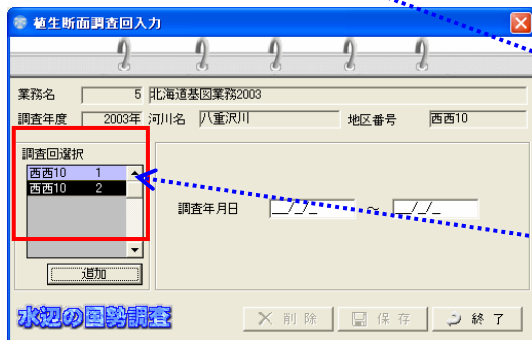 植生断面調査回入力
業務名 5 北海道基図業務2003
調査年度 2003年 河川名 八重沢川 地区番号 西西10
調査回選択
西西10 1
西西10 2
調査年月日 __/__/__ ～ __/__/__
追加
水辺の国勢調査 削除 保存 終了